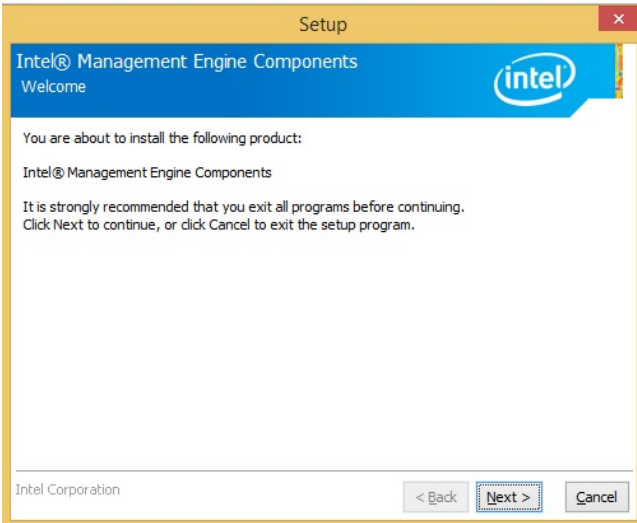 Setup
Intel® Management Engine Components
Welcome
intel
You are about to install the following product:
Intel® Management Engine Components
It is strongly recommended that you exit all programs before continuing.
Click Next to continue, or click Cancel to exit the setup program.
Intel Corporation
< Back Next > Cancel